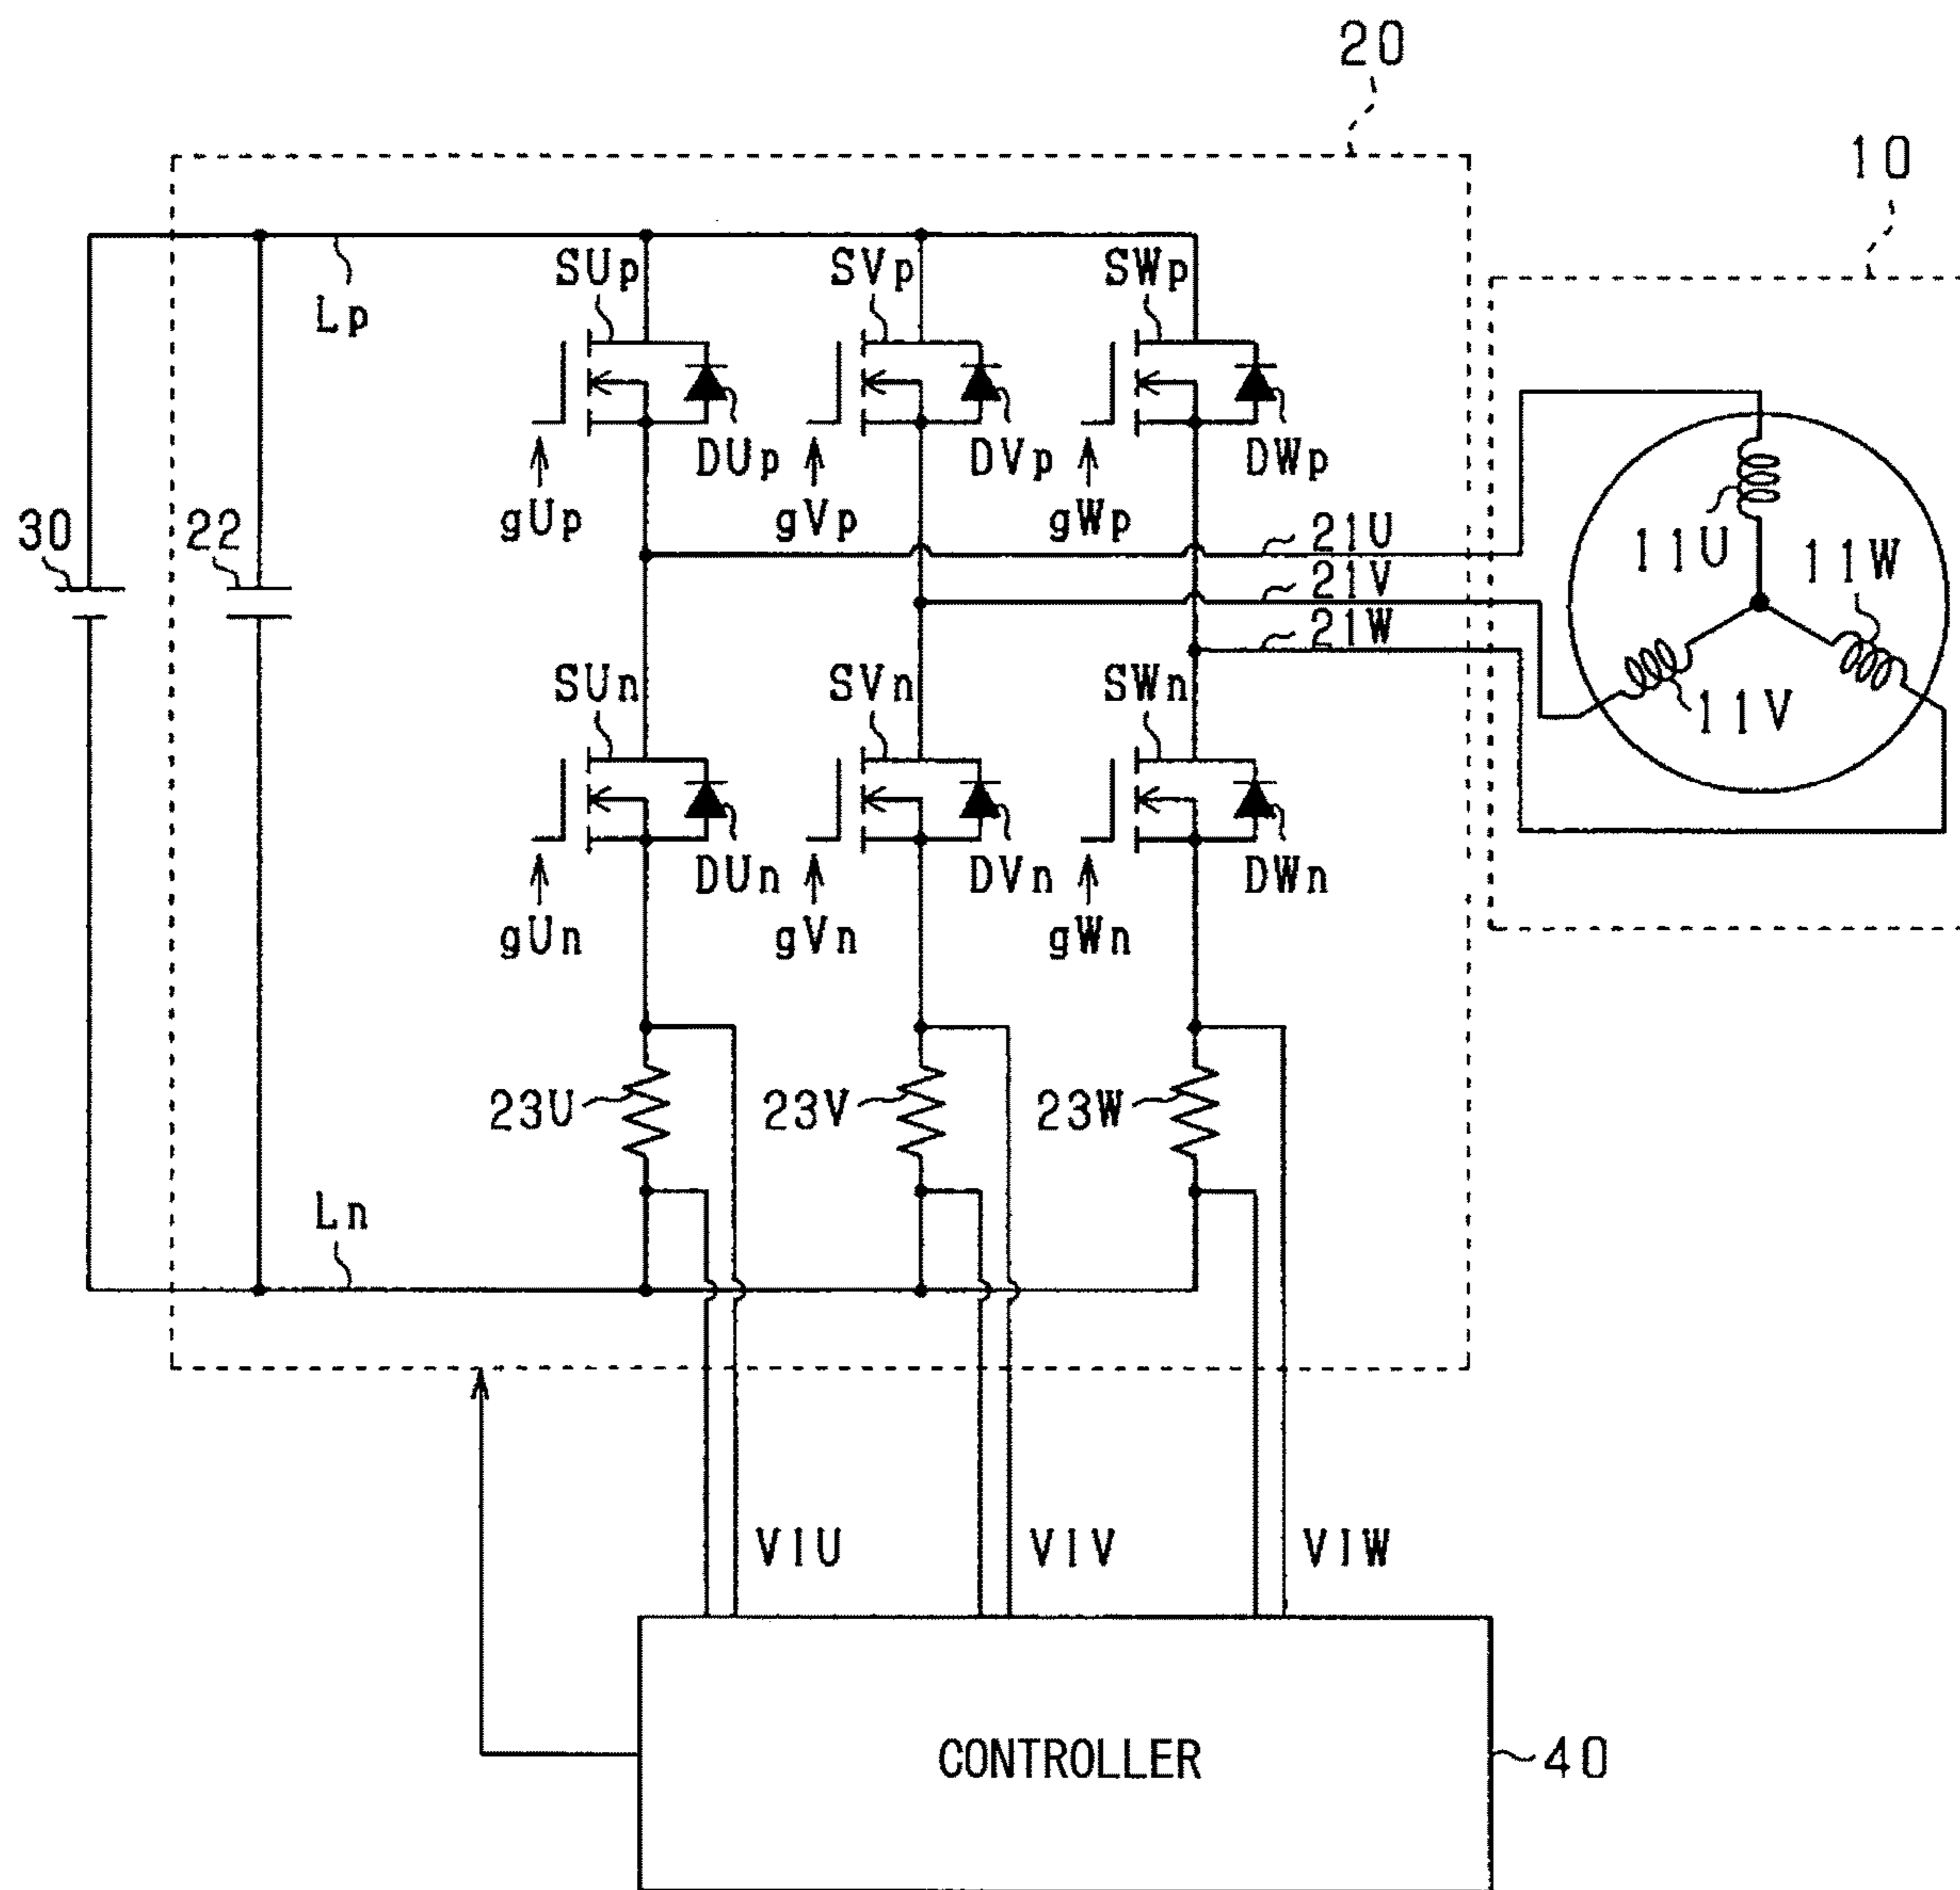 20
10
SUp
SVp
SWp
Lp
DUp
DVp
DWp
gUp
gVp
gWp
30
22
21U
11U
11W
21V
21W
SUn
SVn
SWn
11V
DUn
DVn
DWn
gUn
gVn
gWn
23U
23V
23W
Ln
VIU
VIV
VIW
CONTROLLER
40